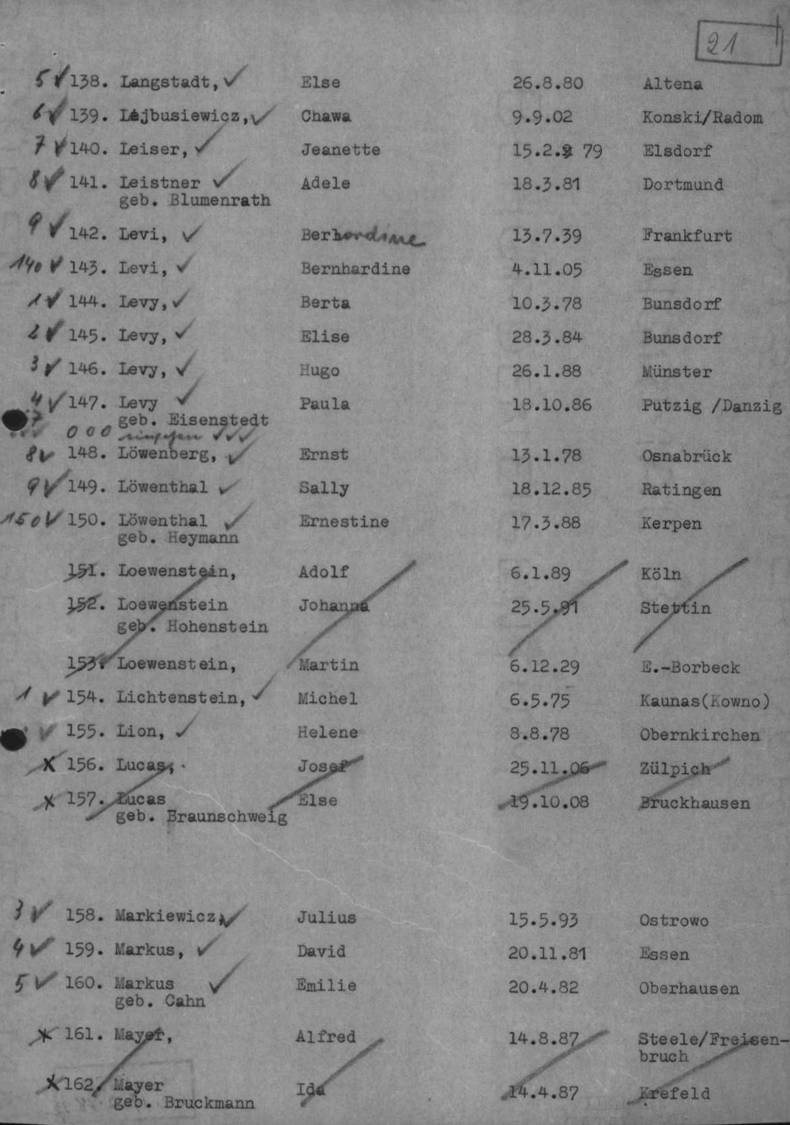 21
5 138. Langstadt, Else 26.8.80 Altena
6 139. Lajbusiewicz, Chawa 9.9.02 Konski/Radom
7 140. Leiser, Jeanette 15.2. 79 Elsdorf
8 141. Leistner Adele 18.3.81 Dortmund
geb. Blumenrath
9 142. Levi, Berhardine 13.7.39 Frankfurt
140 143. Levi, Bernhardine 4.11.05 Essen
1 144. Levy, Berta 10.3.78 Bunsdorf
2 145. Levy, Elise 28.3.84 Bunsdorf
3 146. Levy, Hugo 26.1.88 Münster
4 147. Levy Paula 18.10.86 Putzig /Danzig
7 geb. Eisenstedt
000
8 148. Löwenberg, Ernst 13.1.78 Osnabrück
9 149. Löwenthal Sally 18.12.85 Ratingen
150 150. Löwenthal Ernestine 17.3.88 Kerpen
geb. Heymann
151. Loewenstein, Adolf 6.1.89 Köln
152. Loewenstein Johanna 25.5.91 Stettin
geb. Hohenstein
153. Loewenstein, Martin 6.12.29 E.-Borbeck
1 154. Lichtenstein, Michel 6.5.75 Kaunas(Kowno)
155. Lion, Helene 8.8.78 Obernkirchen
x 156. Lucas, Josef 25.11.06 Zülpich
x 157. Lucas Else 19.10.08 Bruckhausen
geb. Braunschweig
3 158. Markiewicz, Julius 15.5.93 Ostrowo
4 159. Markus, David 20.11.81 Essen
5 160. Markus Emilie 20.4.82 Oberhausen
geb. Cahn
x 161. Mayer, Alfred 14.8.87 Steele/Freisen-
bruch
x 162. Mayer Ida 14.4.87 Krefeld
geb. Bruckmann